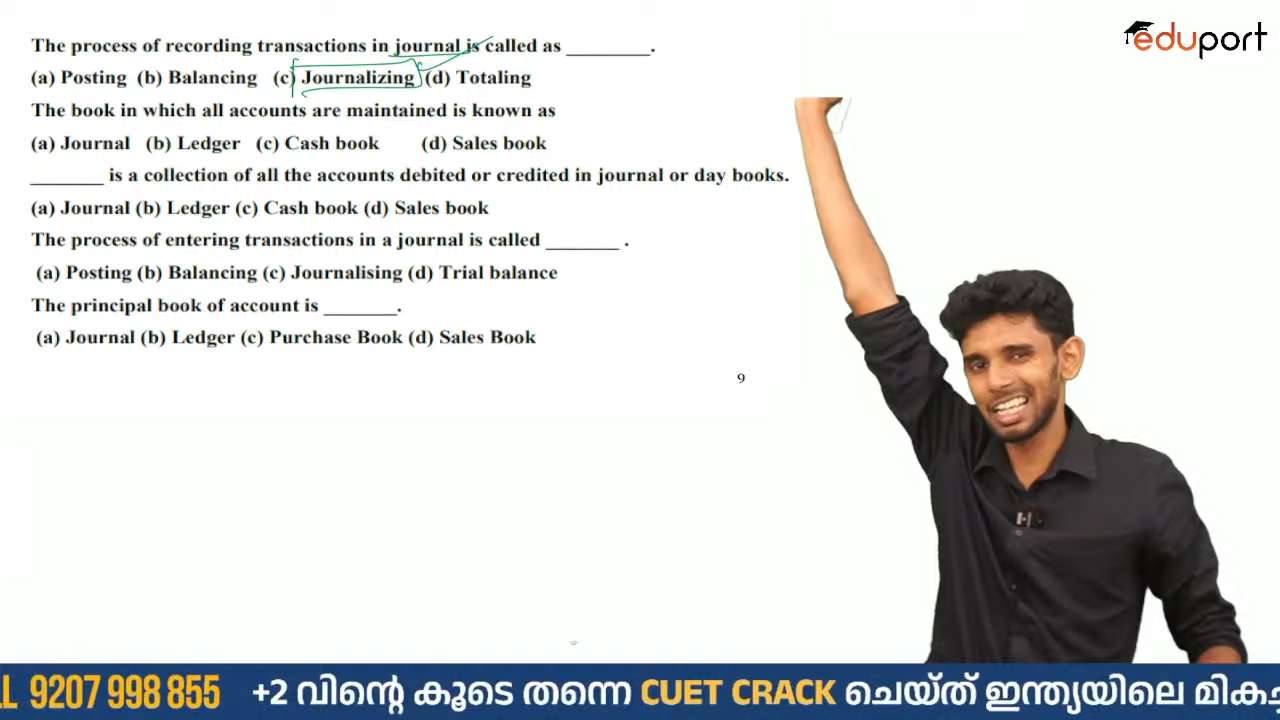 The process of recording transactions in journal is called as ________.
(a) Posting (b) Balancing (c) Journalizing (d) Totaling
The book in which all accounts are maintained is known as
(a) Journal (b) Ledger (c) Cash book (d) Sales book
_______ is a collection of all the accounts debited or credited in journal or day books.
(a) Journal (b) Ledger (c) Cash book (d) Sales book
The process of entering transactions in a journal is called _______ .
(a) Posting (b) Balancing (c) Journalising (d) Trial balance
The principal book of account is _______.
(a) Journal (b) Ledger (c) Purchase Book (d) Sales Book
9
eduport
LL 9207 998 855 +2 വിന്റെ കൂടെ തന്നെ CUET CRACK ചെയ്ത് ഇന്ത്യയിലെ